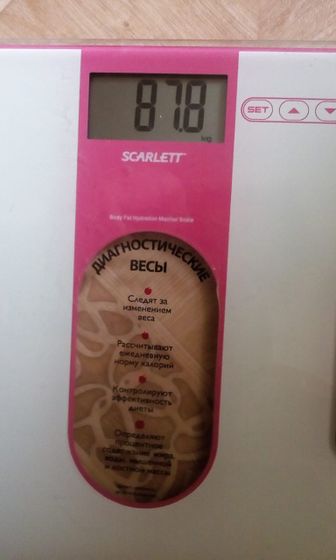 87.8
kg
SET
SCARLETT
Body Fat Hydration Monitor Scale
ДИАГНОСТИЧЕСКИЕ
ВЕСЫ
Следят за
изменением
веса
Рассчитывают
ежедневную
норму калорий
Контролируют
эффективность
диеты
Определяют
процентное
содержание жира,
воды, мышечной
и костной массы